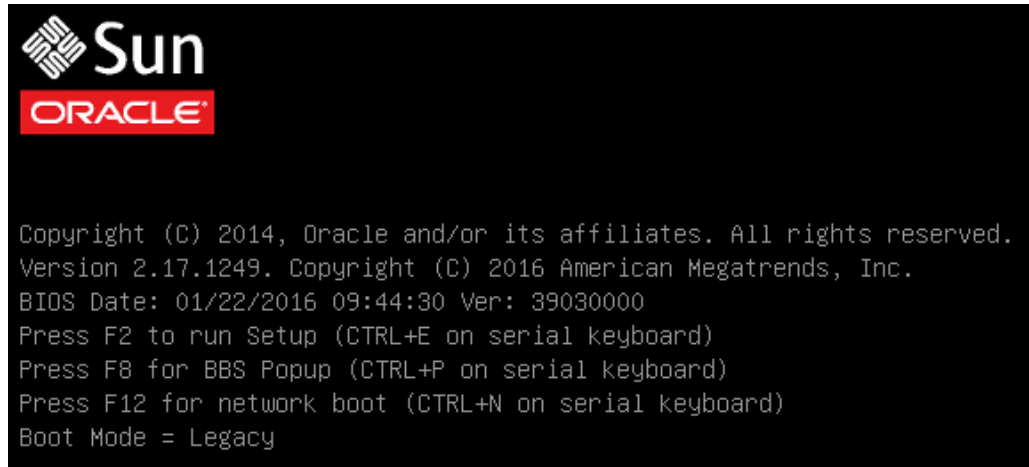 Sun
ORACLE
Copyright (C) 2014, Oracle and/or its affiliates. All rights reserved.
Version 2.17.1249. Copyright (C) 2016 American Megatrends, Inc.
BIOS Date: 01/22/2016 09:44:30 Ver: 39030000
Press F2 to run Setup (CTRL+E on serial keyboard)
Press F8 for BBS Popup (CTRL+P on serial keyboard)
Press F12 for network boot (CTRL+N on serial keyboard)
Boot Mode = Legacy